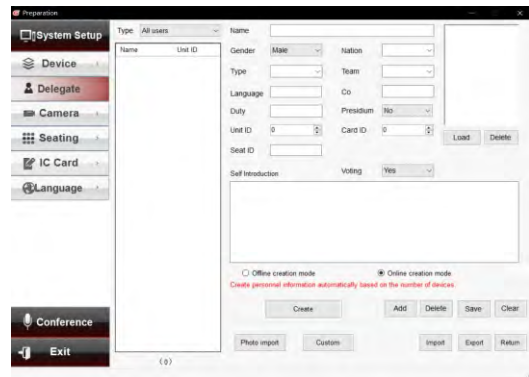 Preparation
System Setup
Device
Delegate
Camera
Seating
IC Card
Language
Conference
Exit
Type All users
Name Unit ID
(0)
Name
Gender Male Nation
Type Team
Language Co
Duty Presidium No
Unit ID 0 Card ID 0
Load Delete
Seat ID
Self Introduction Voting Yes
Offline creation mode Online creation mode
Create personnel information automatically based on the number of devices
Create Add Delete Save Clear
Photo import Custom Import Export Return